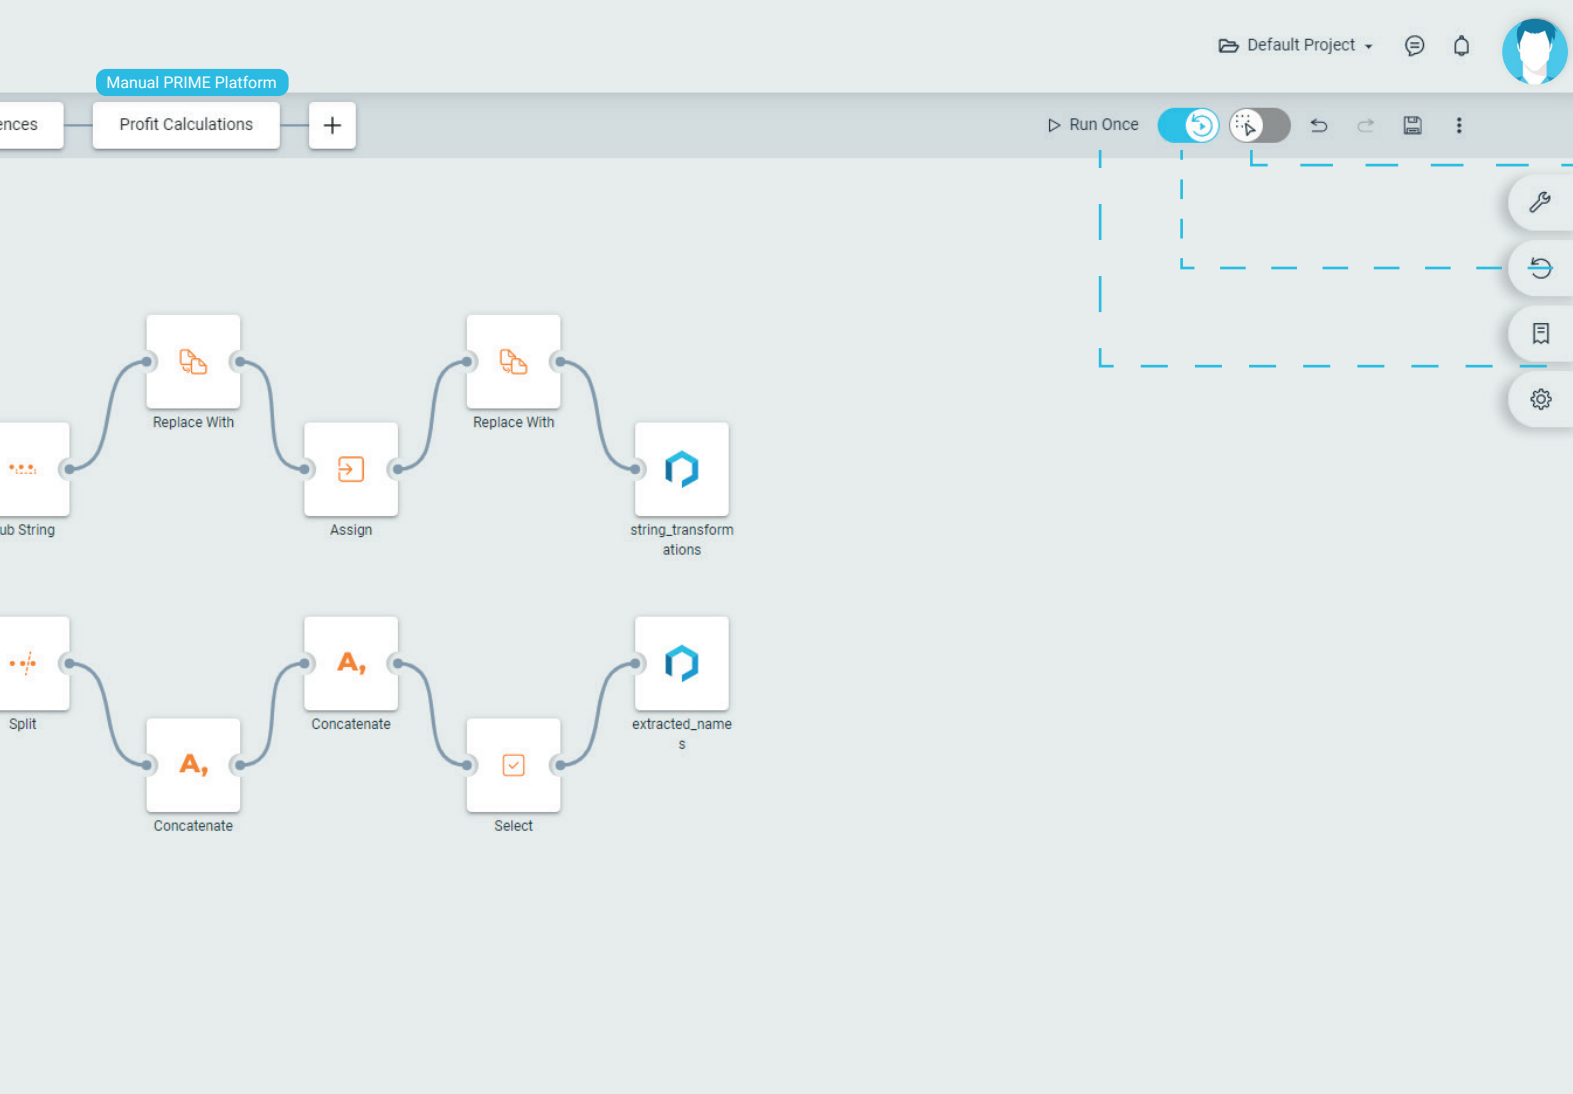 Default Project
Manual PRIME Platform
ences
Profit Calculations
Run Once
Replace With
Replace With
ub String
Assign
string_transform
ations
Split
Concatenate
extracted_name
s
Concatenate
Select